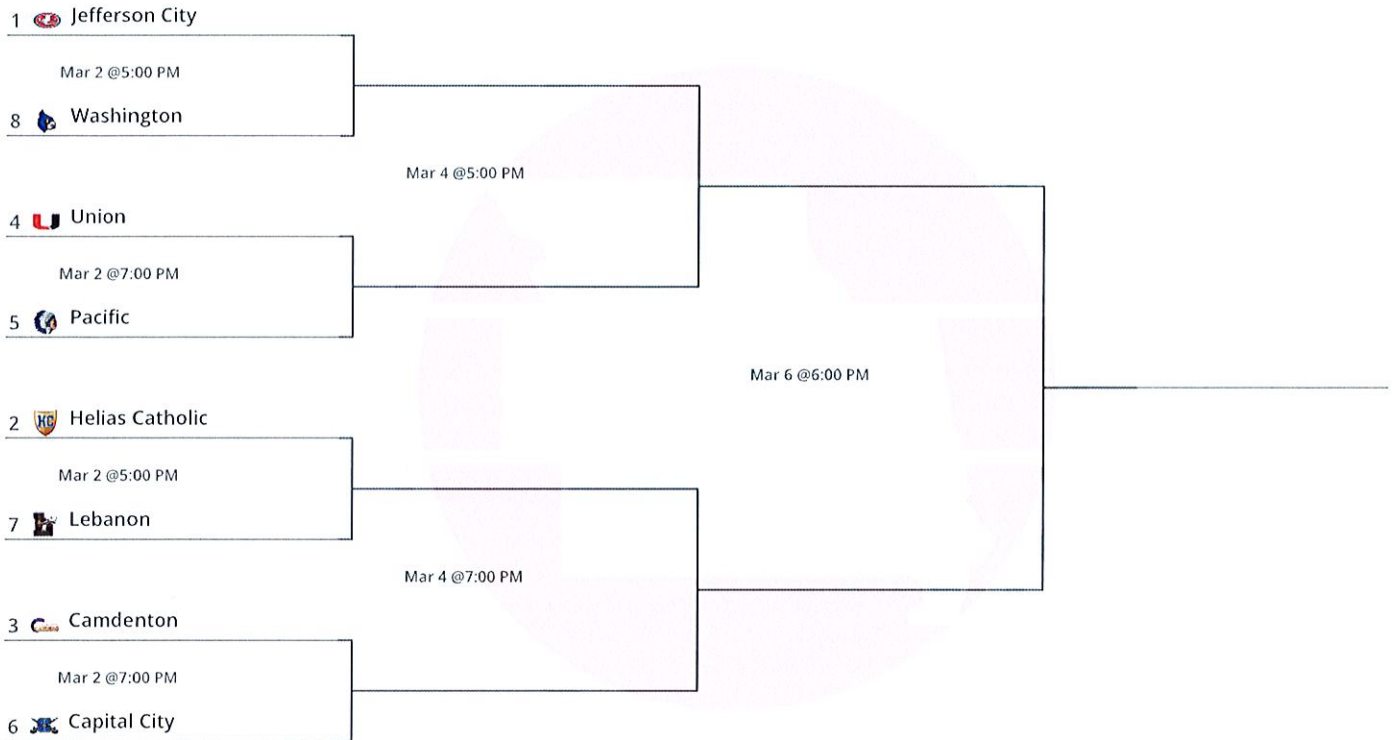 1 Jefferson City
Mar 2 @5:00 PM
8 Washington
Mar 4 @5:00 PM
4 Union
Mar 2 @7:00 PM
5 Pacific
Mar 6 @6:00 PM
2 Helias Catholic
Mar 2 @5:00 PM
7 Lebanon
Mar 4 @7:00 PM
3 Camdenton
Mar 2 @7:00 PM
6 Capital City